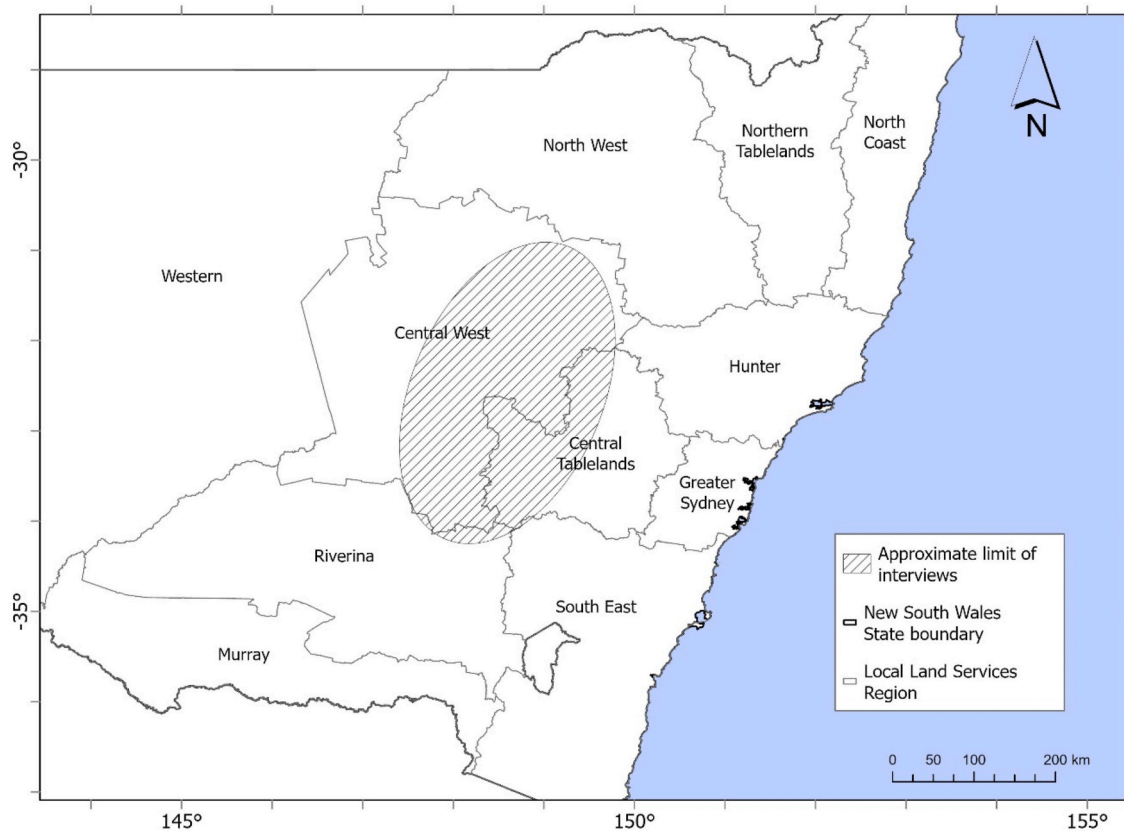 North West
Northern
Tablelands
North
Coast
N
-30°
Western
Central West
Hunter
Central
Tablelands
Greater
Sydney
Riverina
South East
Murray
-35°
Approximate limit of
interviews
New South Wales
State boundary
Local Land Services
Region
0 50 100 200 km
145° 150° 155°